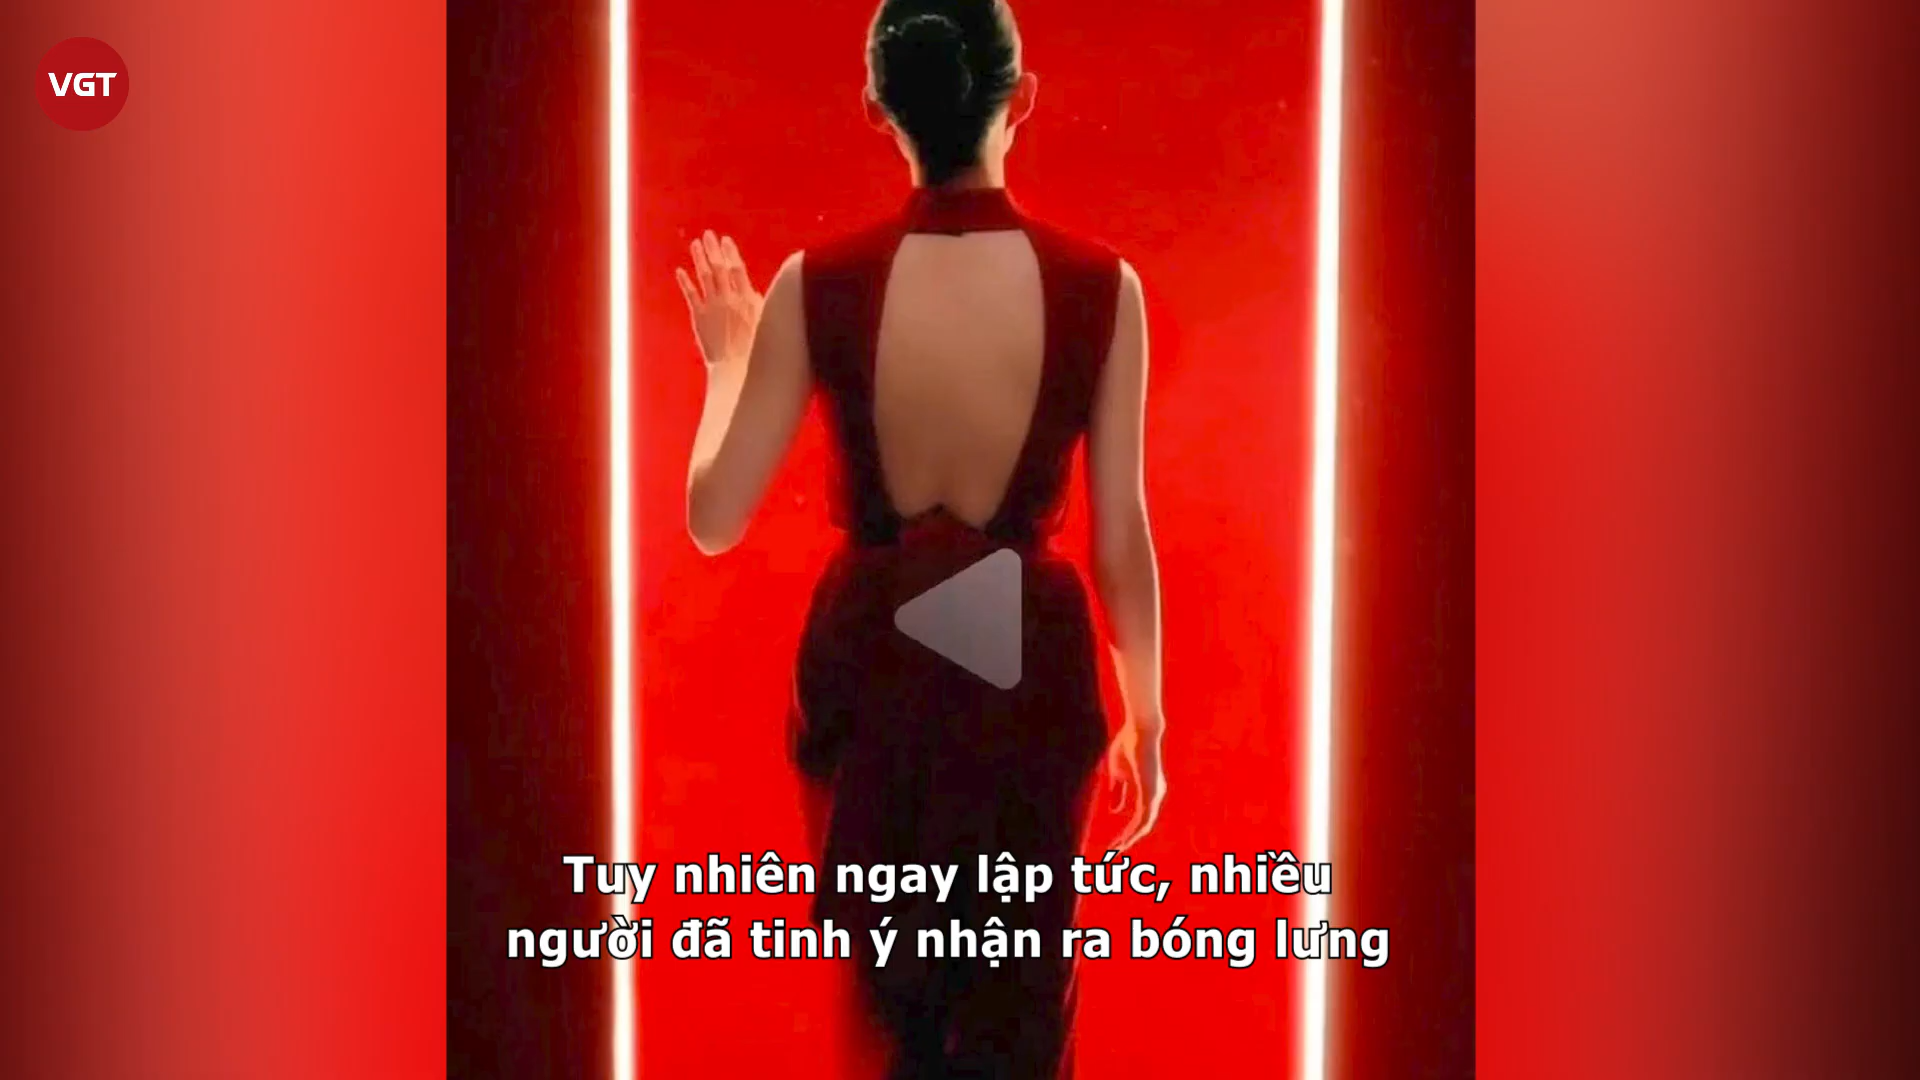 VGT
Tuy nhiên ngay lập tức, nhiều
người đã tinh ý nhận ra bóng lưng